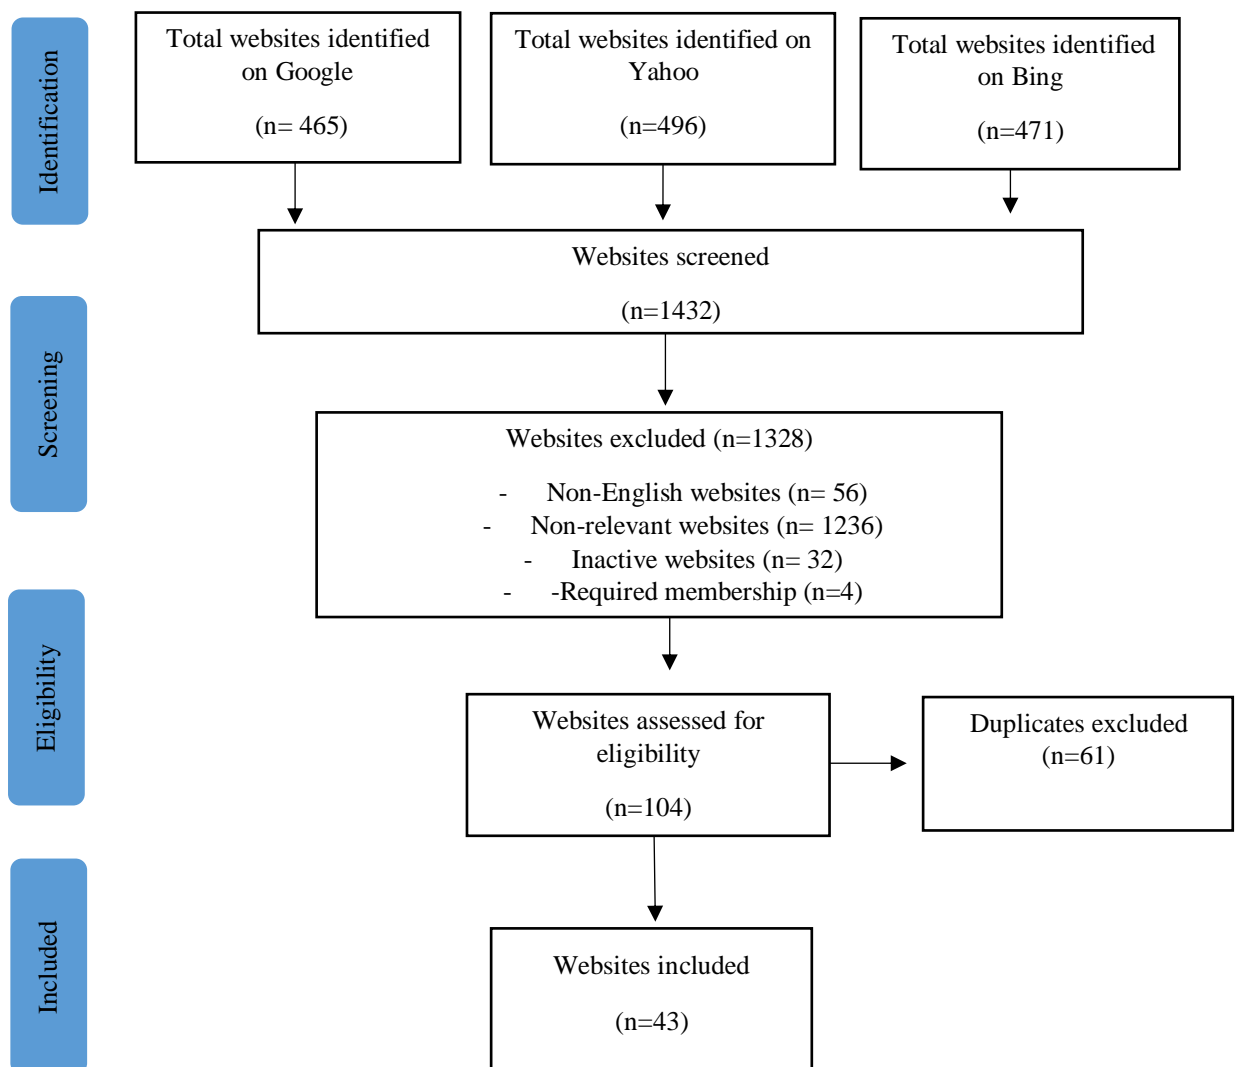 Identification
Total websites identified
on Google
(n= 465)
Total websites identified on
Yahoo
(n=496)
Total websites identified
on Bing
(n=471)
Websites screened
(n=1432)
Screening
Websites excluded (n=1328)
- Non-English websites (n= 56)
- Non-relevant websites (n= 1236)
- Inactive websites (n= 32)
- -Required membership (n=4)
Eligibility
Websites assessed for
eligibility
(n=104)
Duplicates excluded
(n=61)
Included
Websites included
(n=43)